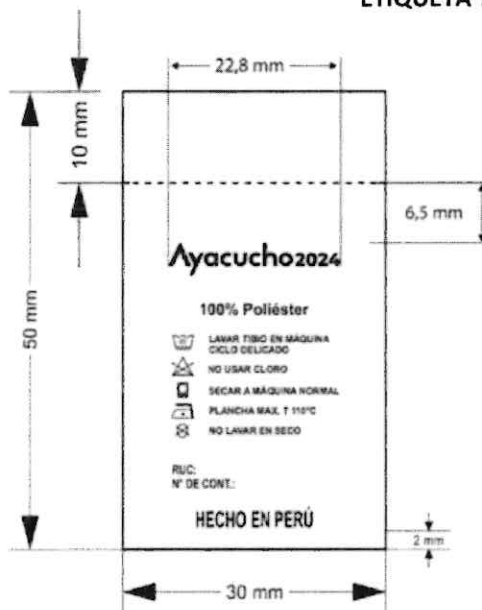 ETIQUETA
22,8 mm
10 mm
6,5 mm
50 mm
Ayacucho2024
100% Poliéster
LAVAR TIBIO EN MÁQUINA
CICLO DELICADO
NO USAR CLORO
SECAR A MÁQUINA NORMAL
PLANCHA MAX. T 110°C
NO LAVAR EN SECO
RUC:
N° DE CONT.:
HECHO EN PERÚ
2 mm
30 mm